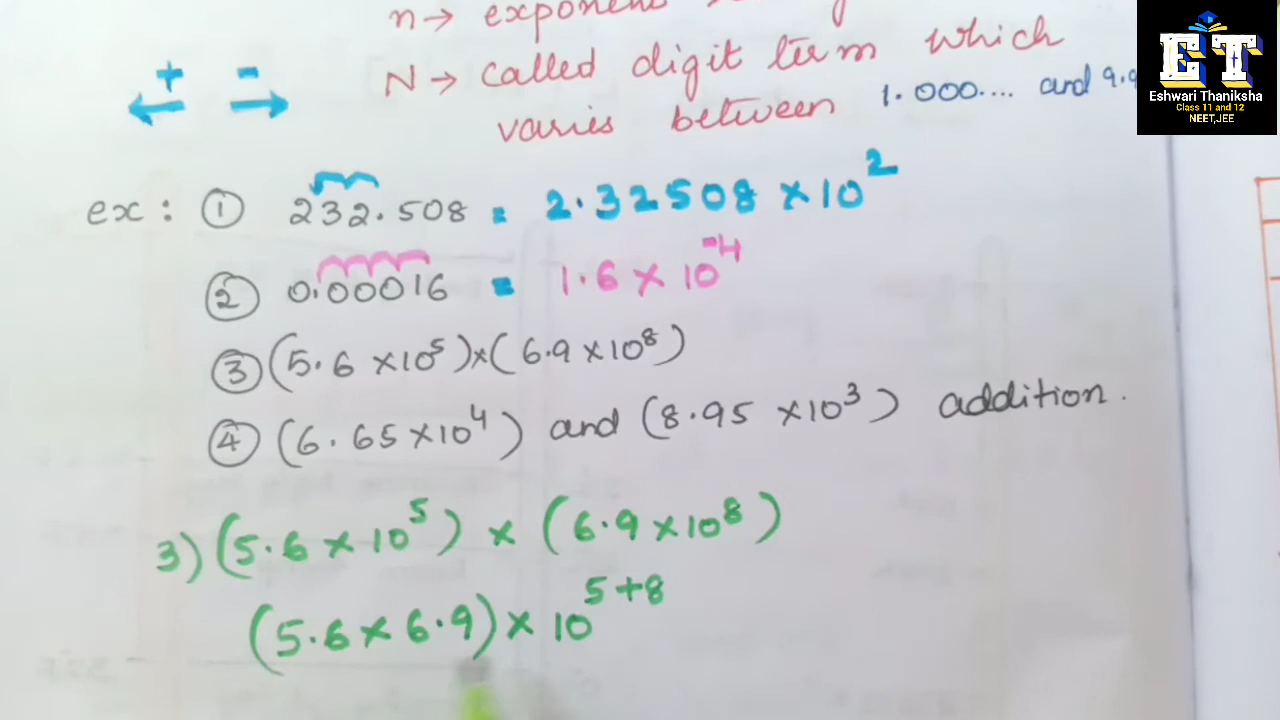 n→ exponent
N → called digit term which
varies between 1.000.... and 9.9
+ -
ET
Eshwari Thaniksha
Class 11 and 12
NEET,JEE
ex: ① 232.508 = 2.32508 × 10²
② 0.00016 = 1.6 × 10⁻⁴
③ (5.6 × 10⁵)×(6.9 × 10⁸)
④ (6.65 × 10⁴) and (8.95 × 10³) addition.
3) (5.6 × 10⁵) × (6.9 × 10⁸)
(5.6 × 6.9) × 10⁵⁺⁸